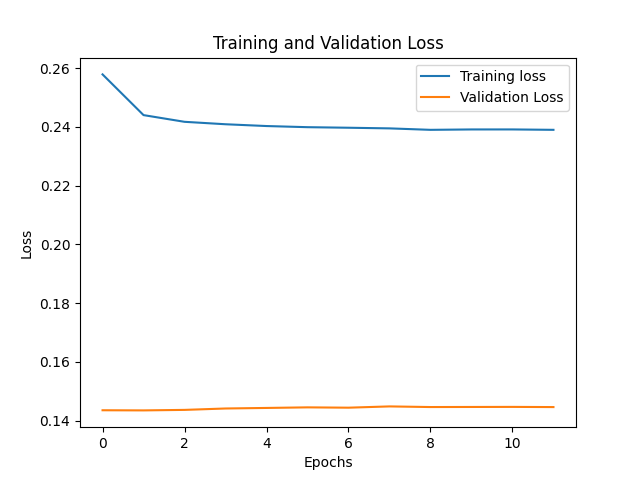 Training and Validation Loss
0.26
0.24
0.22
0.20
0.18
0.16
0.14
Loss
Training loss
Validation Loss
0 2 4 6 8 10
Epochs